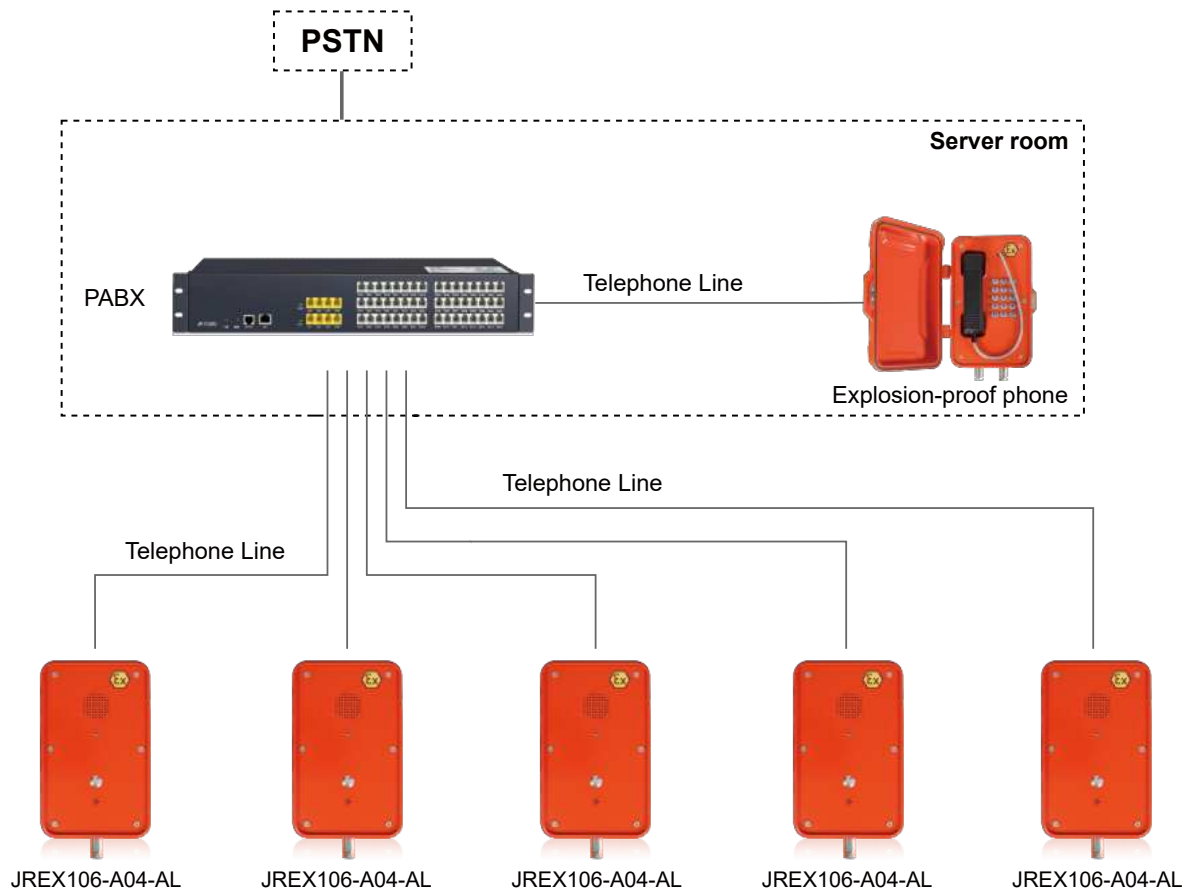 PSTN
Server room
PABX
Telephone Line
Explosion-proof phone
Telephone Line
Telephone Line
JREX106-A04-AL
JREX106-A04-AL
JREX106-A04-AL
JREX106-A04-AL
JREX106-A04-AL